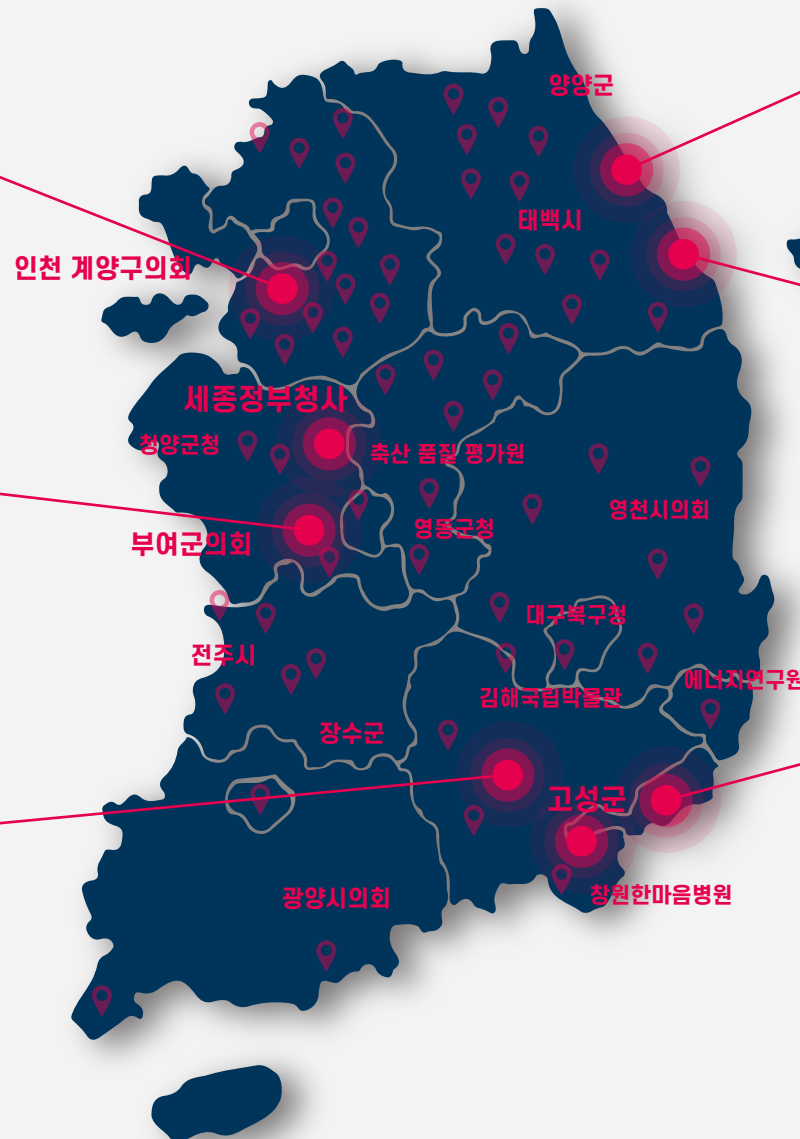 양양군
태백시
인천 계양구의회
세종정부청사
청양군청
축산 품질 평가원
영천시의회
영동군청
부여군의회
대구북구청
전주시
에너지연구원
김해국립박물관
장수군
고성군
창원한마음병원
광양시의회